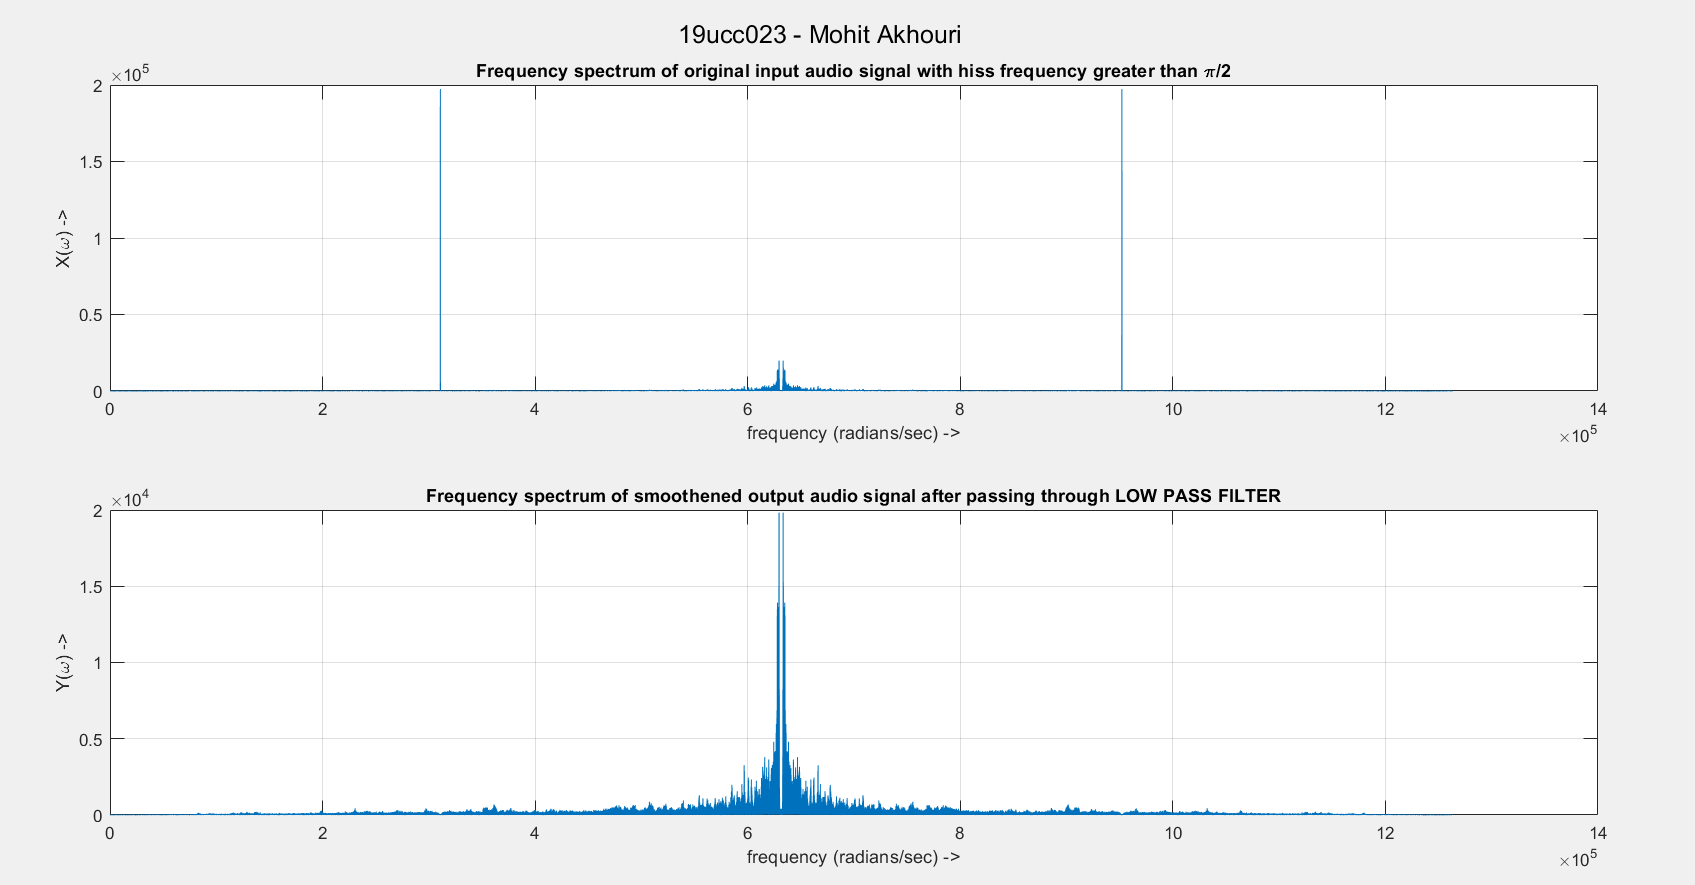 19ucc023 - Mohit Akhouri
Frequency spectrum of original input audio signal with hiss frequency greater than π/2
×10^5
2
1.5
1
0.5
0
X(ω) ->
0 2 4 6 8 10 12 14
×10^5
frequency (radians/sec) ->
Frequency spectrum of smoothened output audio signal after passing through LOW PASS FILTER
×10^4
2
1.5
1
0.5
0
Y(ω) ->
0 2 4 6 8 10 12 14
×10^5
frequency (radians/sec) ->